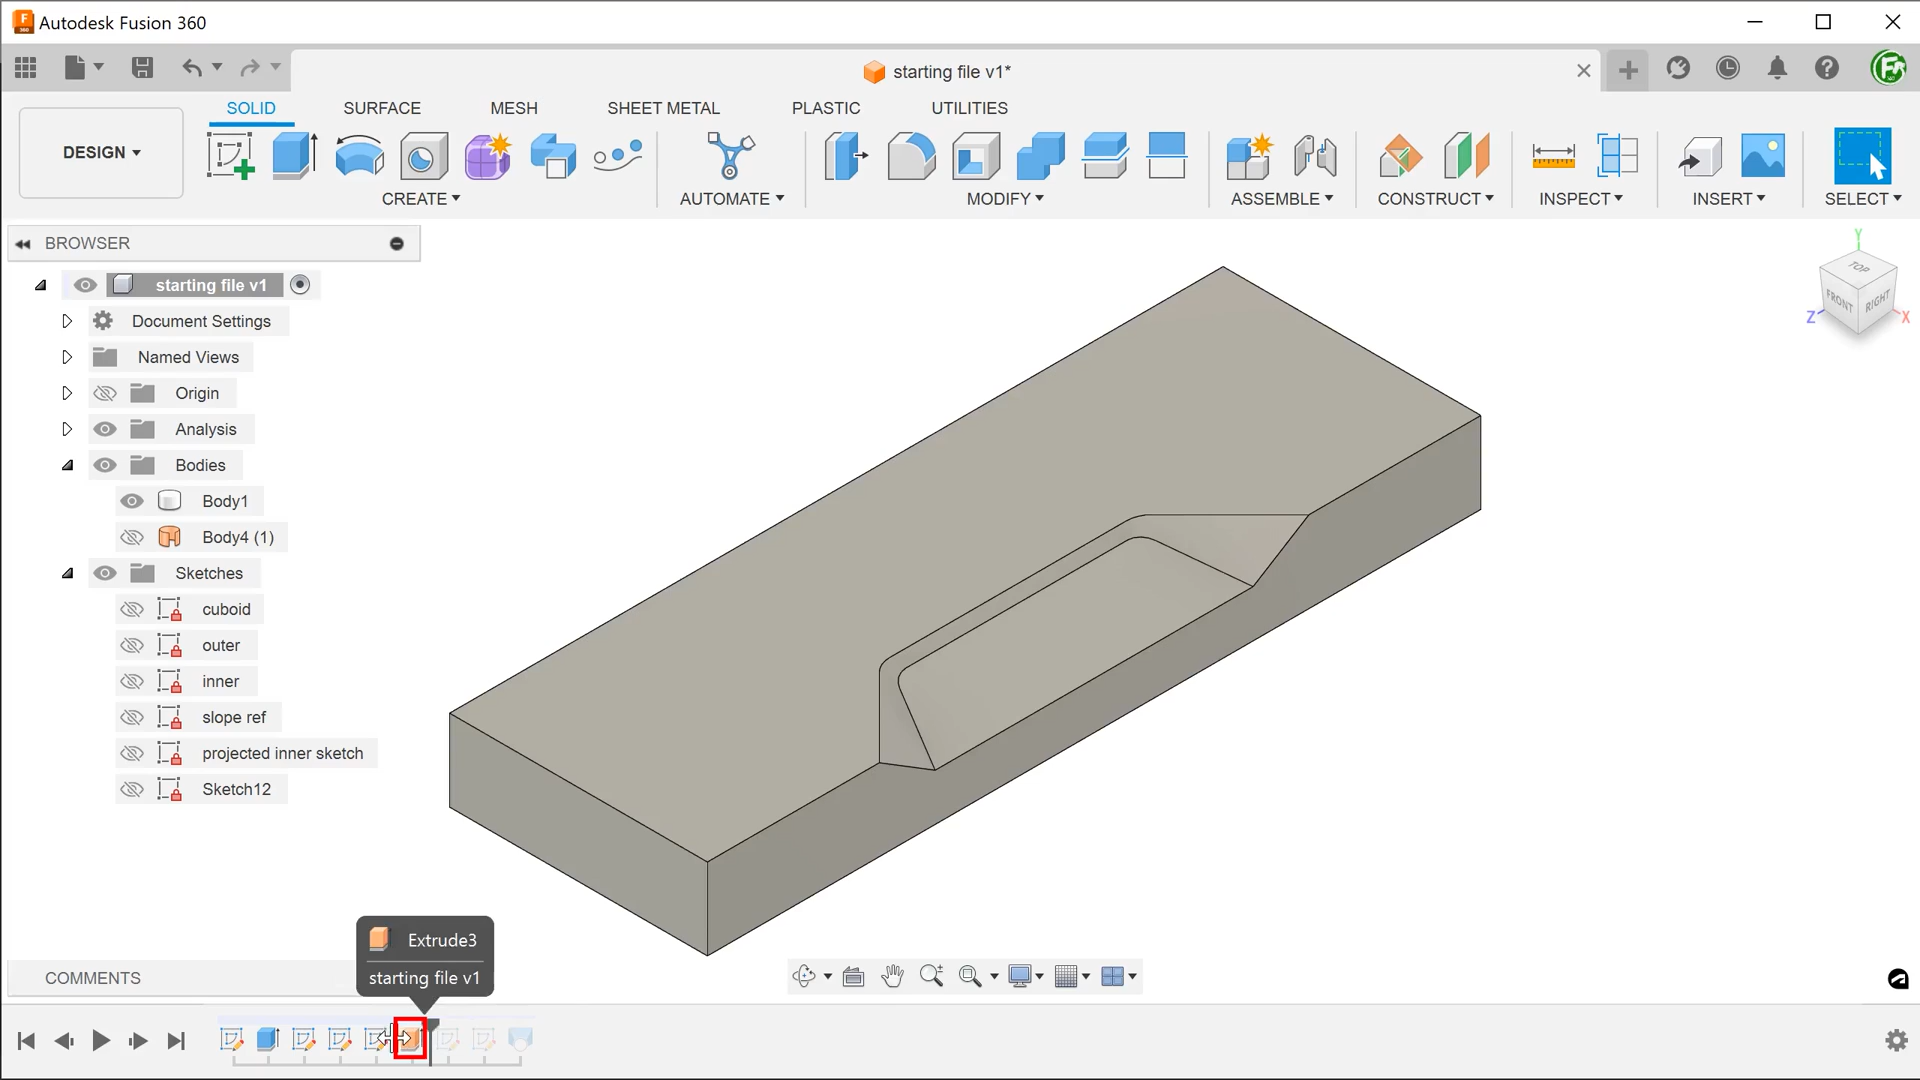 Autodesk Fusion 360
starting file v1*
SOLID SURFACE MESH SHEET METAL PLASTIC UTILITIES
DESIGN
CREATE AUTOMATE MODIFY ASSEMBLE CONSTRUCT INSPECT INSERT SELECT
BROWSER
starting file v1
Document Settings
Named Views
Origin
Analysis
Bodies
Body1
Body4 (1)
Sketches
cuboid
outer
inner
slope ref
projected inner sketch
Sketch12
Y
TOP
FRONT
RIGHT
Z
X
Extrude3
starting file v1
COMMENTS